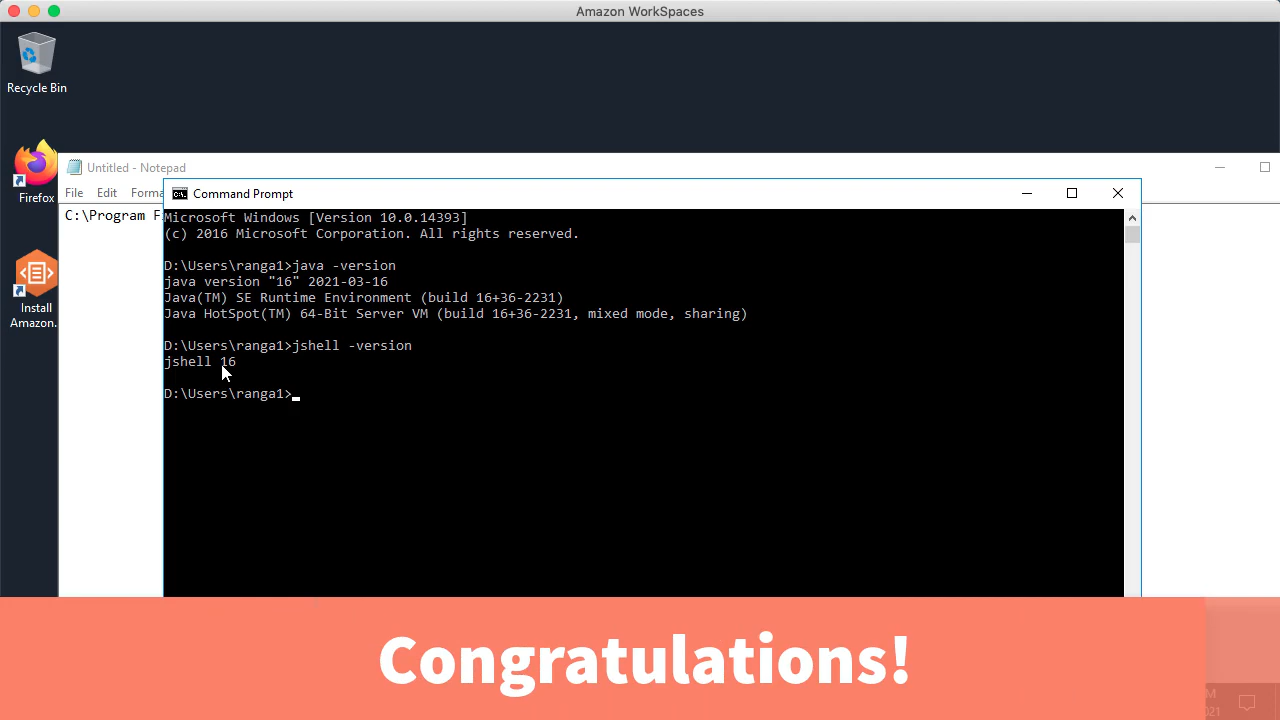 Amazon WorkSpaces
Recycle Bin
Firefox
Install
Amazon.
Untitled - Notepad
File Edit Forma
C:\Program F
Command Prompt
Microsoft Windows [Version 10.0.14393]
(c) 2016 Microsoft Corporation. All rights reserved.
D:\Users\ranga1>java -version
java version "16" 2021-03-16
Java(TM) SE Runtime Environment (build 16+36-2231)
Java HotSpot(TM) 64-Bit Server VM (build 16+36-2231, mixed mode, sharing)
D:\Users\ranga1>jshell -version
jshell 16
D:\Users\ranga1>
Congratulations!